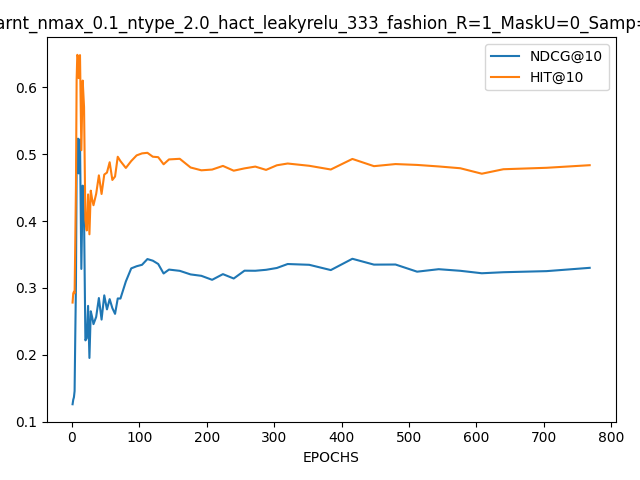 arnt_nmax_0.1_ntype_2.0_hact_leakyrelu_333_fashion_R=1_MaskU=0_Samp=
NDCG@10
HIT@10
0.6
0.5
0.4
0.3
0.2
0.1
0 100 200 300 400 500 600 700 800
EPOCHS